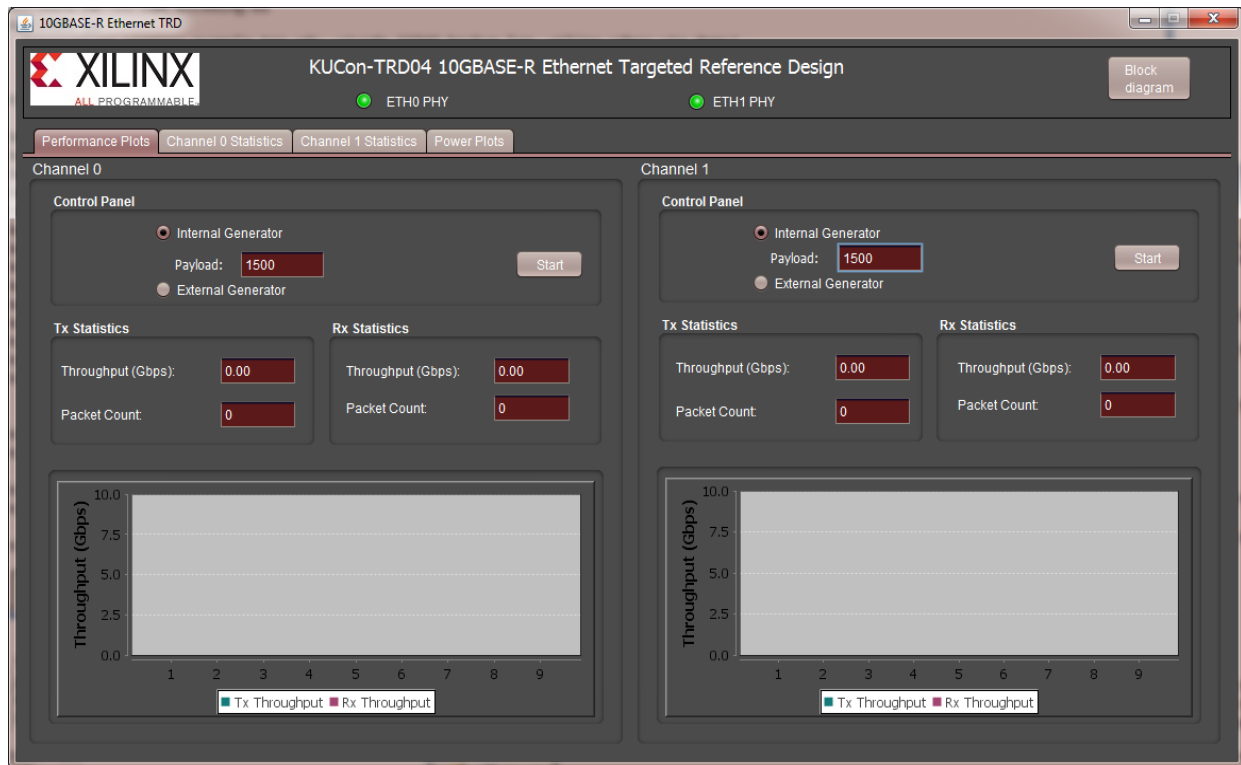 10GBASE-R Ethernet TRD
XILINX
ALL PROGRAMMABLE™
KUCon-TRD04 10GBASE-R Ethernet Targeted Reference Design
ETH0 PHY
ETH1 PHY
Block
diagram
Performance Plots
Channel 0 Statistics
Channel 1 Statistics
Power Plots
Channel 0
Control Panel
Internal Generator
Payload: 1500
Start
External Generator
Tx Statistics
Throughput (Gbps): 0.00
Packet Count: 0
Rx Statistics
Throughput (Gbps): 0.00
Packet Count: 0
Throughput (Gbps)
10.0
7.5
5.0
2.5
0.0
1 2 3 4 5 6 7 8 9
Tx Throughput Rx Throughput
Channel 1
Control Panel
Internal Generator
Payload: 1500
Start
External Generator
Tx Statistics
Throughput (Gbps): 0.00
Packet Count: 0
Rx Statistics
Throughput (Gbps): 0.00
Packet Count: 0
Throughput (Gbps)
10.0
7.5
5.0
2.5
0.0
1 2 3 4 5 6 7 8 9
Tx Throughput Rx Throughput